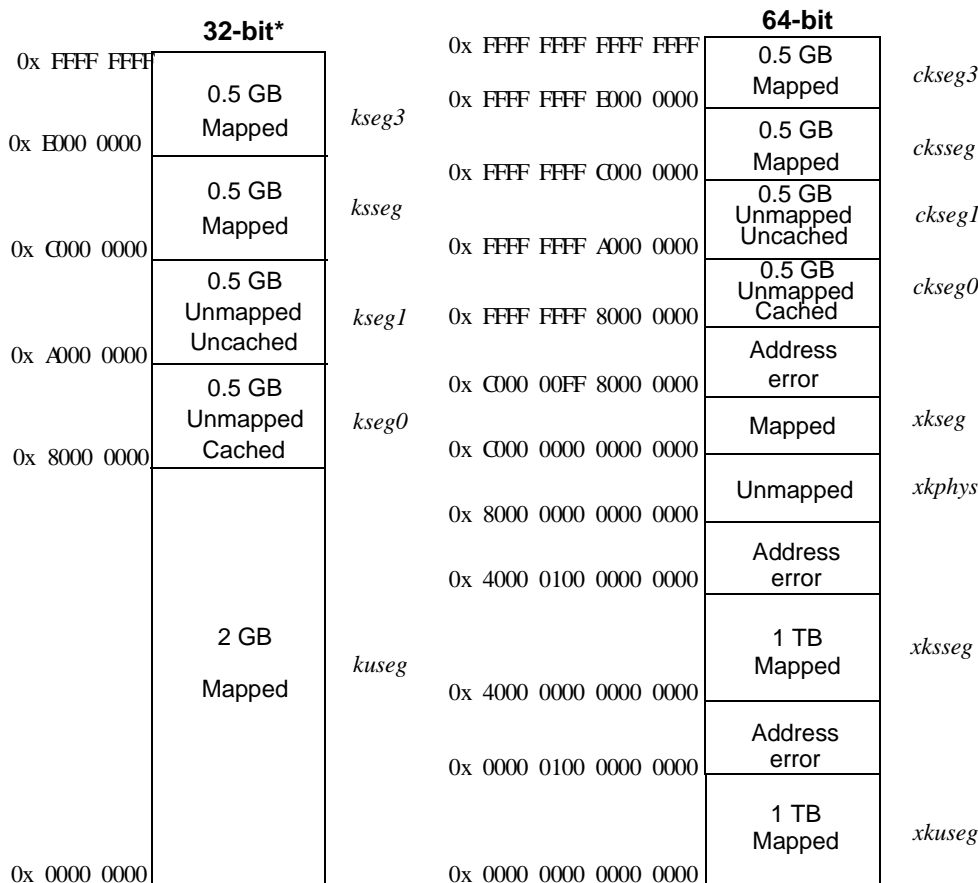 32-bit*
0x FFFF FFFF
0.5 GB
Mapped
kseg3
0x E000 0000
0.5 GB
Mapped
ksseg
0x C000 0000
0.5 GB
Unmapped
Uncached
kseg1
0x A000 0000
0.5 GB
Unmapped
Cached
kseg0
0x 8000 0000
2 GB
Mapped
kuseg
0x 0000 0000
64-bit
0x FFFF FFFF FFFF FFFF
0.5 GB
Mapped
ckseg3
0x FFFF FFFF E000 0000
0.5 GB
Mapped
cksseg
0x FFFF FFFF C000 0000
0.5 GB
Unmapped
Uncached
ckseg1
0x FFFF FFFF A000 0000
0.5 GB
Unmapped
Cached
ckseg0
0x FFFF FFFF 8000 0000
Address
error
0x C000 00FF 8000 0000
Mapped
xkseg
0x C000 0000 0000 0000
Unmapped
xkphys
0x 8000 0000 0000 0000
Address
error
0x 4000 0100 0000 0000
1 TB
Mapped
xksseg
0x 4000 0000 0000 0000
Address
error
0x 0000 0100 0000 0000
1 TB
Mapped
xkuseg
0x 0000 0000 0000 0000